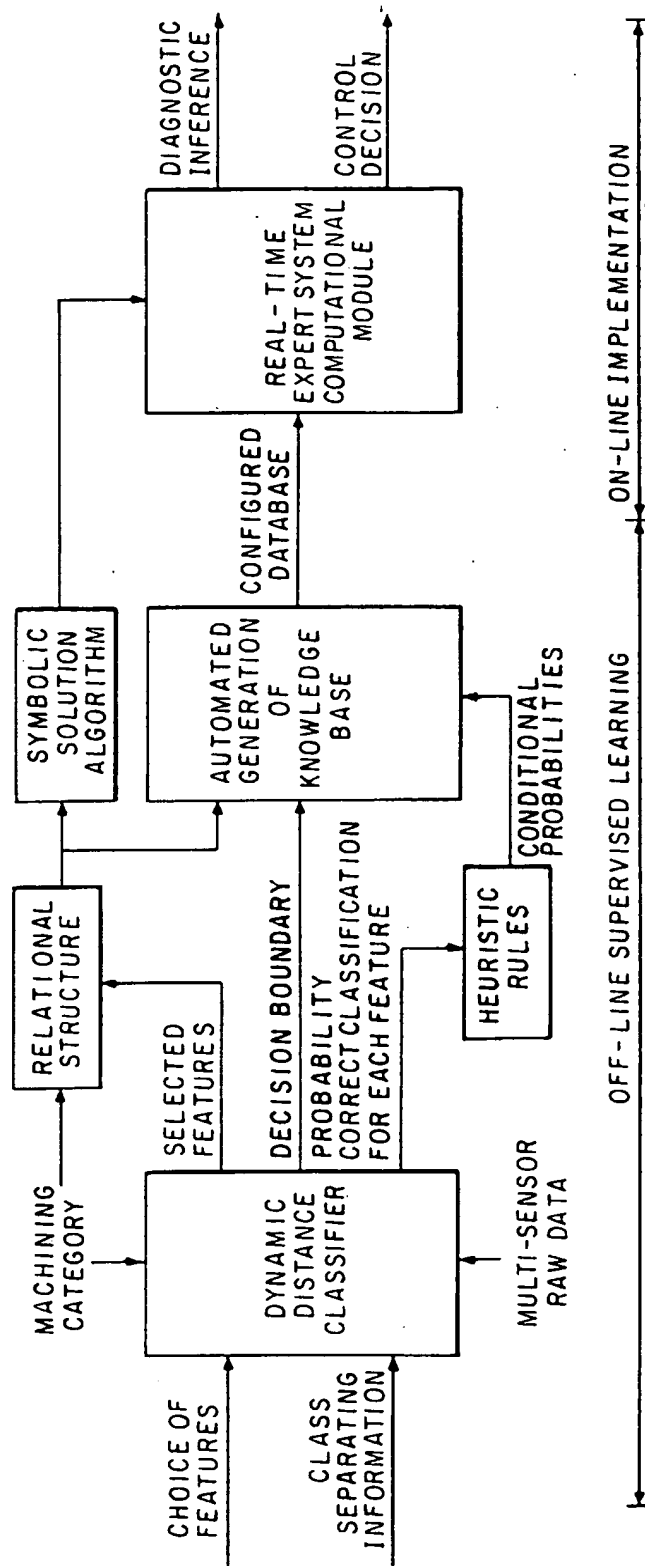 CHOICE OF
FEATURES
CLASS
SEPARATING
INFORMATION
MACHINING
CATEGORY
DYNAMIC
DISTANCE
CLASSIFIER
MULTI-SENSOR
RAW DATA
RELATIONAL
STRUCTURE
SELECTED
FEATURES
DECISION BOUNDARY
PROBABILITY
CORRECT CLASSIFICATION
FOR EACH FEATURE
HEURISTIC
RULES
CONDITIONAL
PROBABILITIES
SYMBOLIC
SOLUTION
ALGORITHM
AUTOMATED
GENERATION
OF
KNOWLEDGE
BASE
CONFIGURED
DATABASE
REAL-TIME
EXPERT SYSTEM
COMPUTATIONAL
MODULE
DIAGNOSTIC
INFERENCE
CONTROL
DECISION
OFF-LINE SUPERVISED LEARNING
ON-LINE IMPLEMENTATION